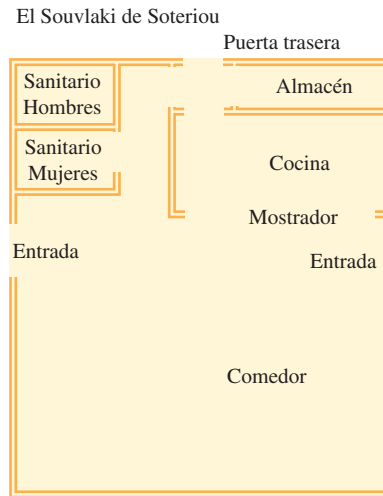 El Souvlaki de Soteriou
Puerta trasera
Sanitario
Hombres
Almacén
Sanitario
Mujeres
Cocina
Mostrador
Entrada
Entrada
Comedor